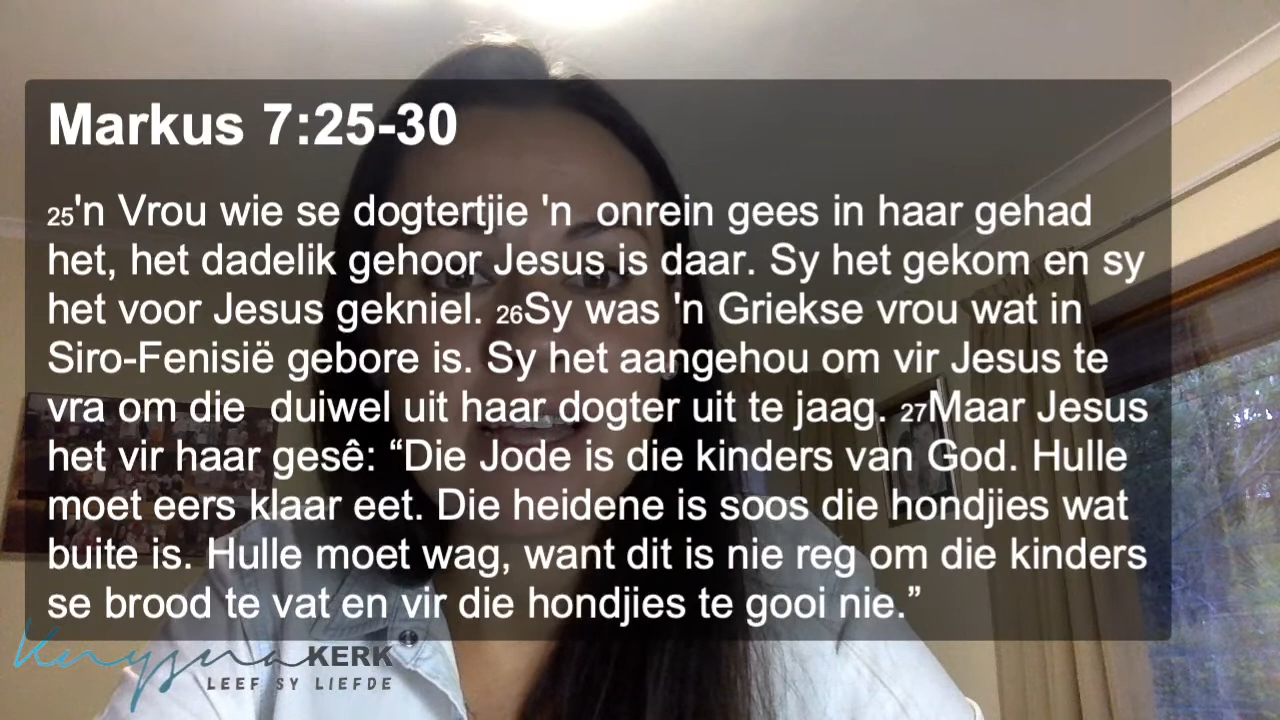 Markus 7:25-30
25'n Vrou wie se dogtertjie 'n  onrein gees in haar gehad
het, het dadelik gehoor Jesus is daar. Sy het gekom en sy
het voor Jesus gekniel. 26Sy was 'n Griekse vrou wat in
Siro-Fenisië gebore is. Sy het aangehou om vir Jesus te
vra om die  duiwel uit haar dogter uit te jaag. 27Maar Jesus
het vir haar gesê: “Die Jode is die kinders van God. Hulle
moet eers klaar eet. Die heidene is soos die hondjies wat
buite is. Hulle moet wag, want dit is nie reg om die kinders
se brood te vat en vir die hondjies te gooi nie.”
Knysna KERK
LEEF SY LIEFDE